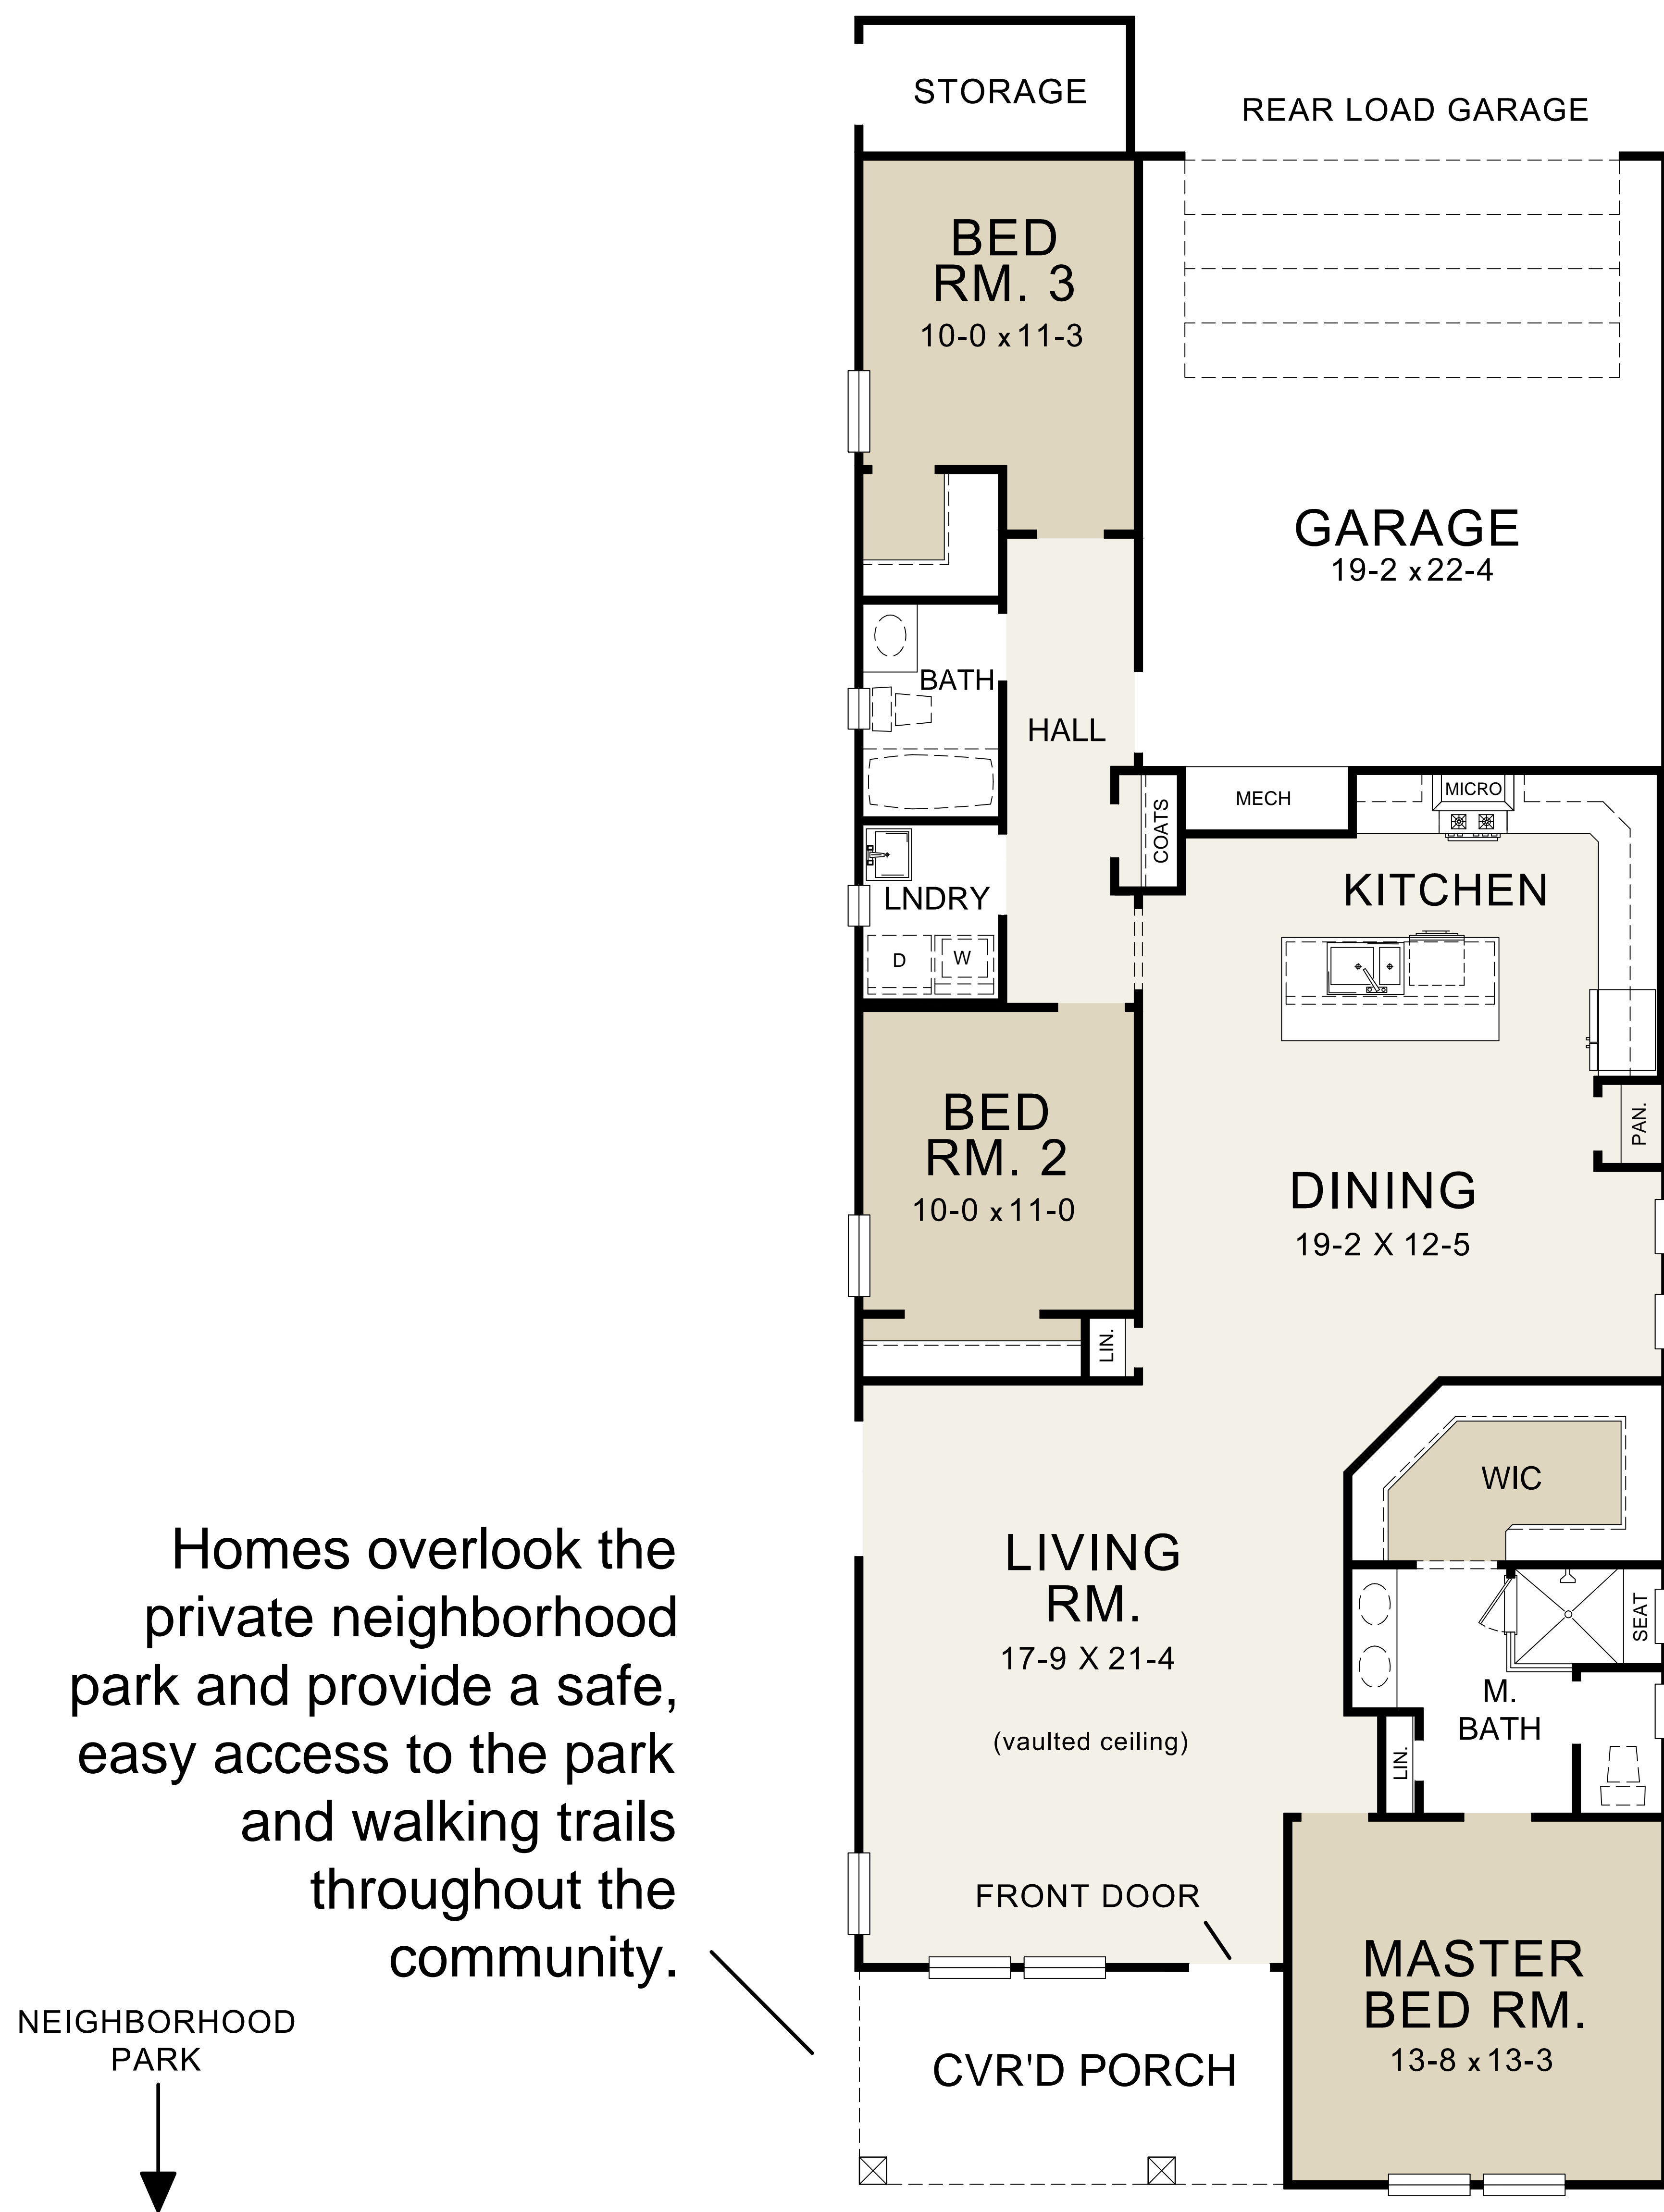 STORAGE
REAR LOAD GARAGE
BED
RM. 3
10-0 x 11-3
GARAGE
19-2 x 22-4
BATH
HALL
COATS
MECH
MICRO
KITCHEN
LNDRY
D
W
BED
RM. 2
10-0 x 11-0
PAN.
DINING
19-2 X 12-5
LIN.
WIC
LIVING
RM.
17-9 X 21-4
(vaulted ceiling)
SEAT
M.
BATH
LIN.
Homes overlook the
private neighborhood
park and provide a safe,
easy access to the park
and walking trails
throughout the
community.
FRONT DOOR
MASTER
BED RM.
13-8 x 13-3
CVR'D PORCH
NEIGHBORHOOD
PARK